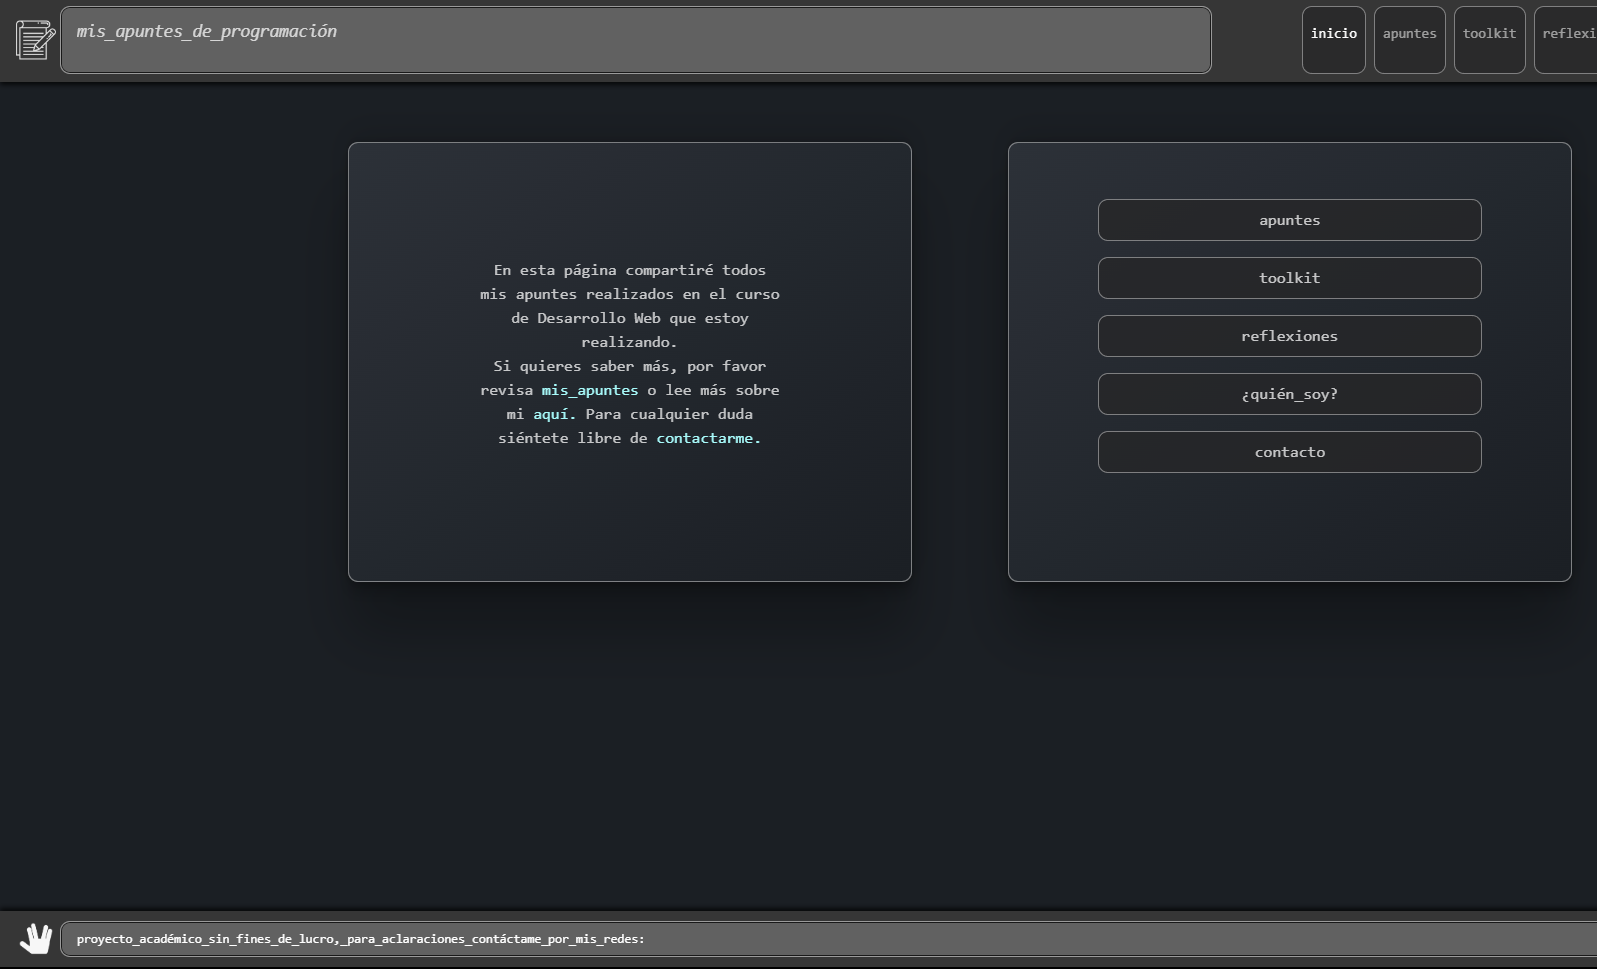 mis_apuntes_de_programación
inicio
apuntes
toolkit
reflexi
En esta página compartiré todos
mis apuntes realizados en el curso
de Desarrollo Web que estoy
realizando.
Si quieres saber más, por favor
revisa mis_apuntes o lee más sobre
mi aquí. Para cualquier duda
siéntete libre de contactarme.
apuntes
toolkit
reflexiones
¿quién_soy?
contacto
proyecto_académico_sin_fines_de_lucro,_para_aclaraciones_contáctame_por_mis_redes: